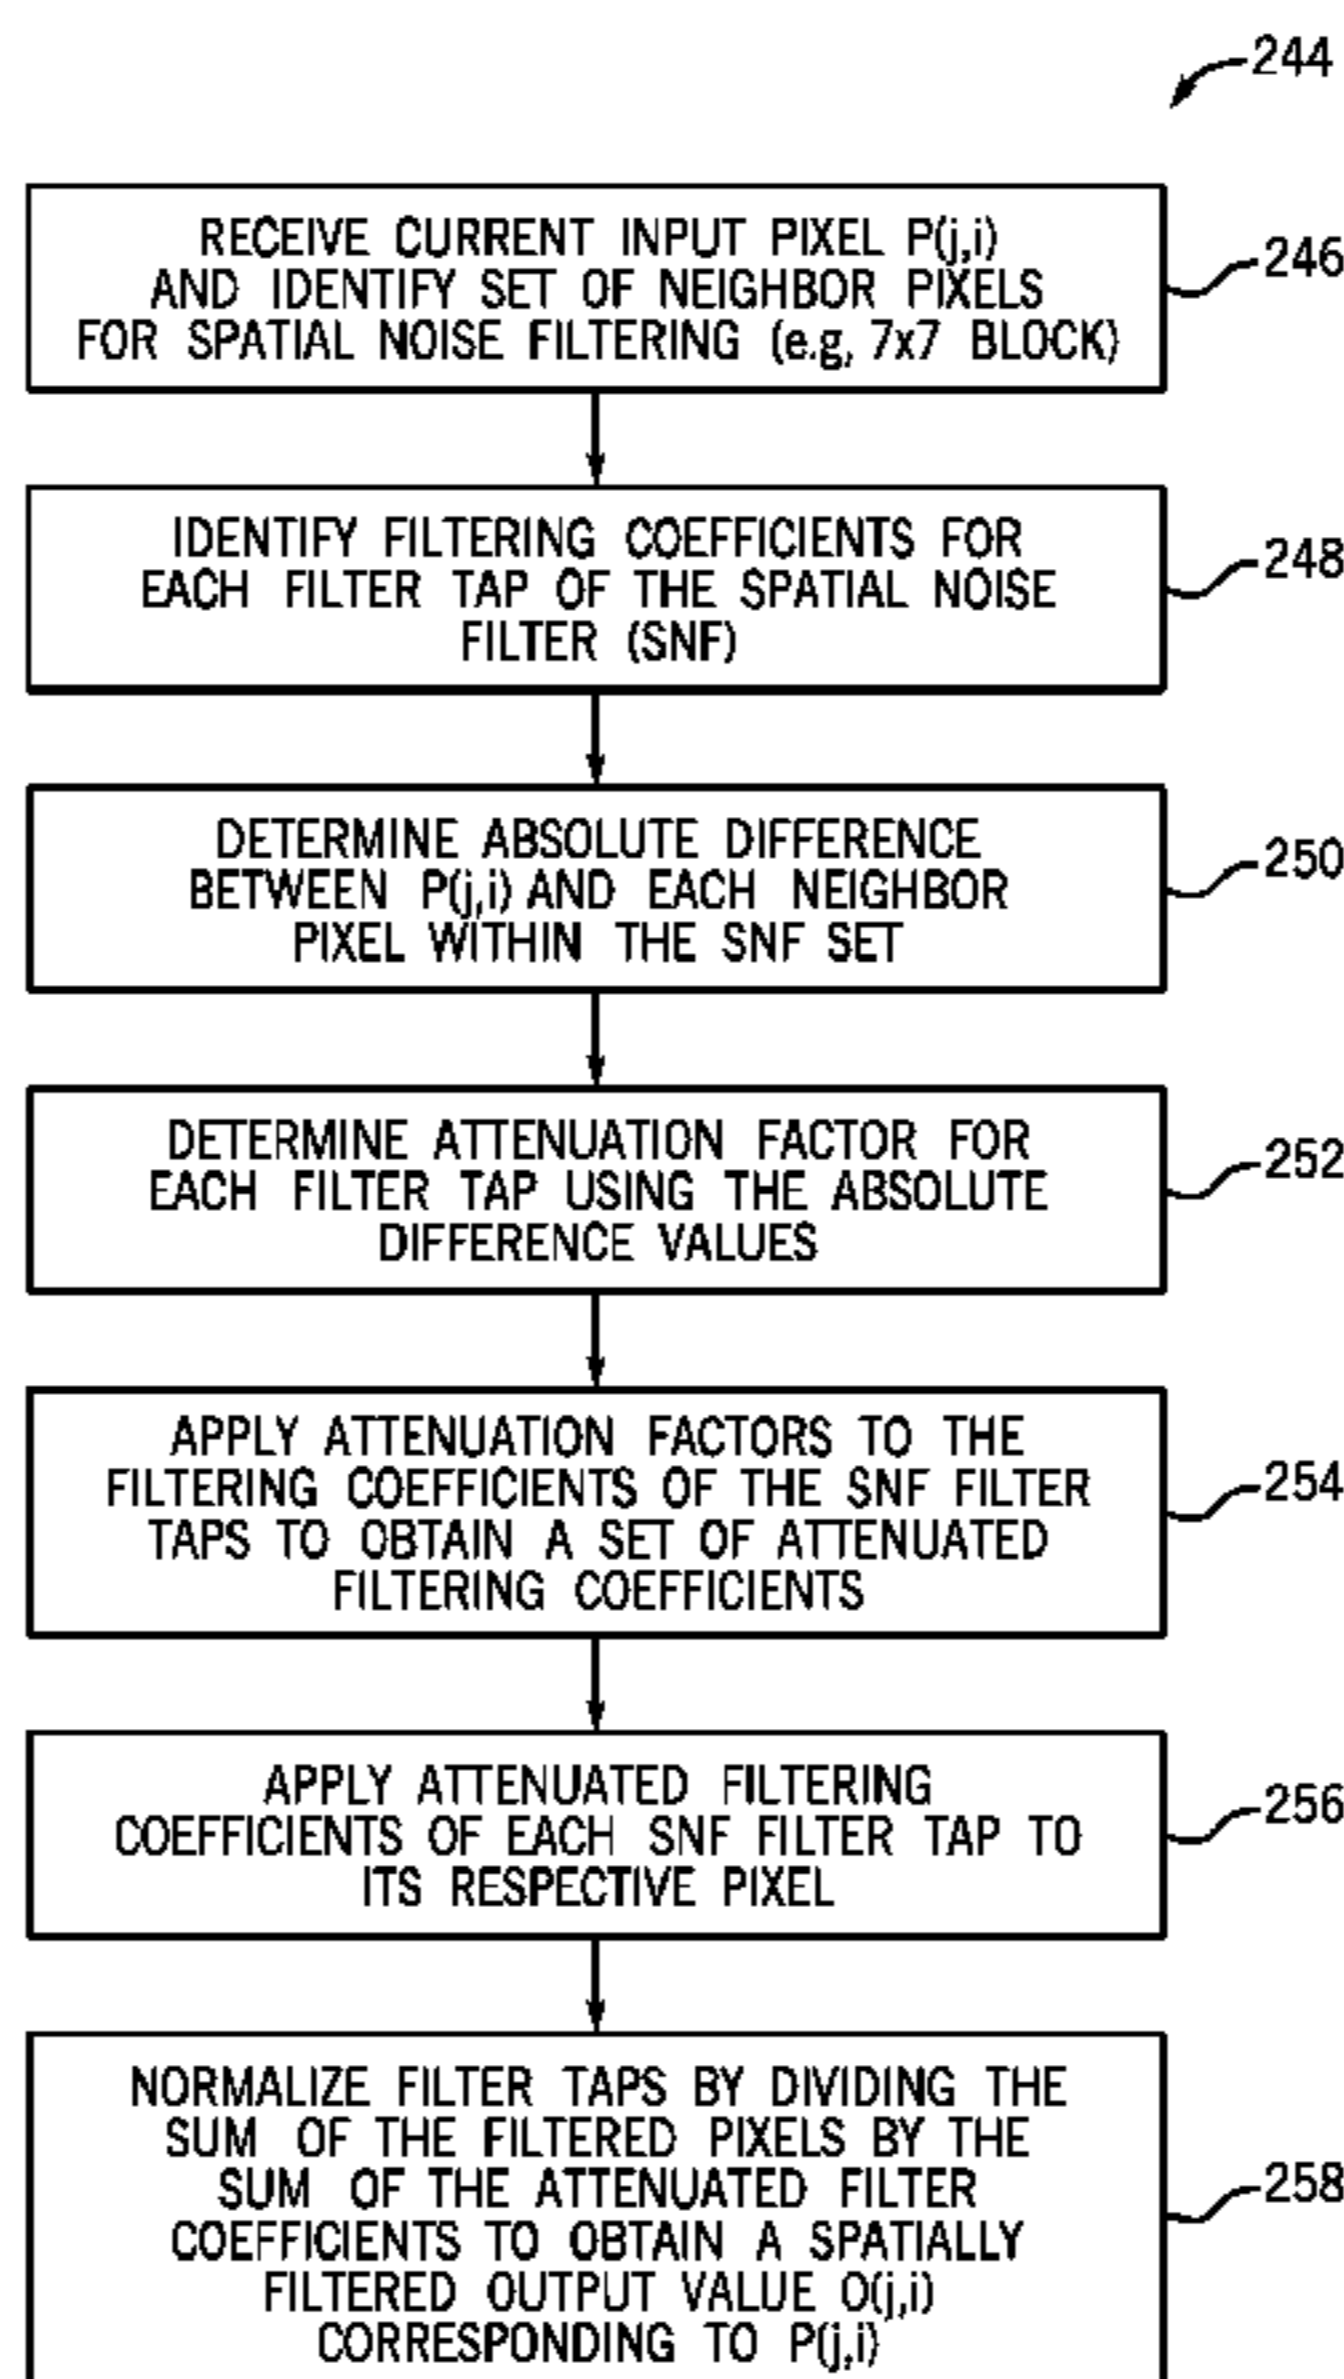 244
RECEIVE CURRENT INPUT PIXEL P(j,i)
AND IDENTIFY SET OF NEIGHBOR PIXELS
FOR SPATIAL NOISE FILTERING (e.g, 7x7 BLOCK)
246
IDENTIFY FILTERING COEFFICIENTS FOR
EACH FILTER TAP OF THE SPATIAL NOISE
FILTER (SNF)
248
DETERMINE ABSOLUTE DIFFERENCE
BETWEEN P(j,i) AND EACH NEIGHBOR
PIXEL WITHIN THE SNF SET
250
DETERMINE ATTENUATION FACTOR FOR
EACH FILTER TAP USING THE ABSOLUTE
DIFFERENCE VALUES
252
APPLY ATTENUATION FACTORS TO THE
FILTERING COEFFICIENTS OF THE SNF FILTER
TAPS TO OBTAIN A SET OF ATTENUATED
FILTERING COEFFICIENTS
254
APPLY ATTENUATED FILTERING
COEFFICIENTS OF EACH SNF FILTER TAP TO
ITS RESPECTIVE PIXEL
256
NORMALIZE FILTER TAPS BY DIVIDING THE
SUM OF THE FILTERED PIXELS BY THE
SUM OF THE ATTENUATED FILTER
COEFFICIENTS TO OBTAIN A SPATIALLY
FILTERED OUTPUT VALUE O(j,i)
CORRESPONDING TO P(j,i)
258